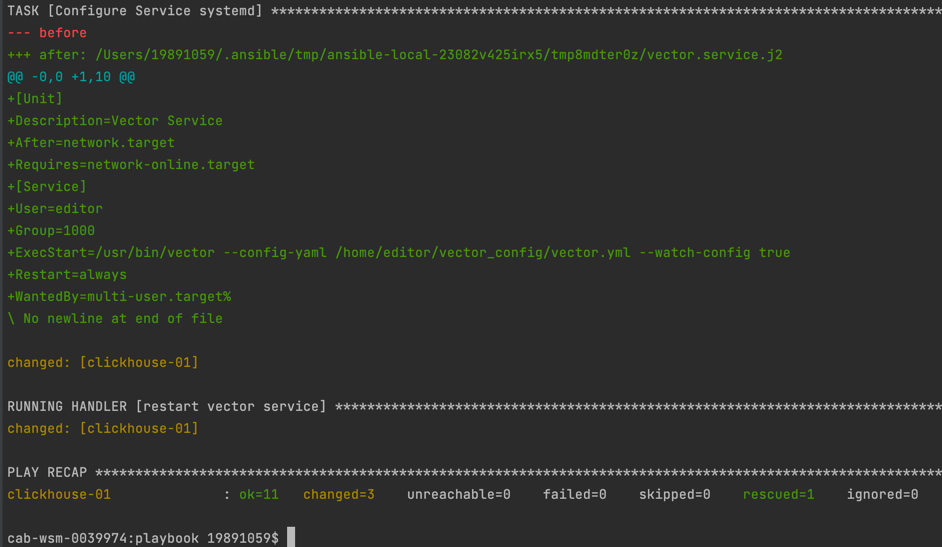 TASK [Configure Service systemd] *************************************************************************************
--- before
+++ after: /Users/19891059/.ansible/tmp/ansible-local-23082v425irx5/tmp8mdter0z/vector.service.j2
@@ -0,0 +1,10 @@
+[Unit]
+Description=Vector Service
+After=network.target
+Requires=network-online.target
+[Service]
+User=editor
+Group=1000
+ExecStart=/usr/bin/vector --config-yaml /home/editor/vector_config/vector.yml --watch-config true
+Restart=always
+WantedBy=multi-user.target%
\ No newline at end of file
changed: [clickhouse-01]
RUNNING HANDLER [restart vector service] *****************************************************************************
changed: [clickhouse-01]
PLAY RECAP ***********************************************************************************************************
clickhouse-01 : ok=11 changed=3 unreachable=0 failed=0 skipped=0 rescued=1 ignored=0
cab-wsm-0039974:playbook 19891059$